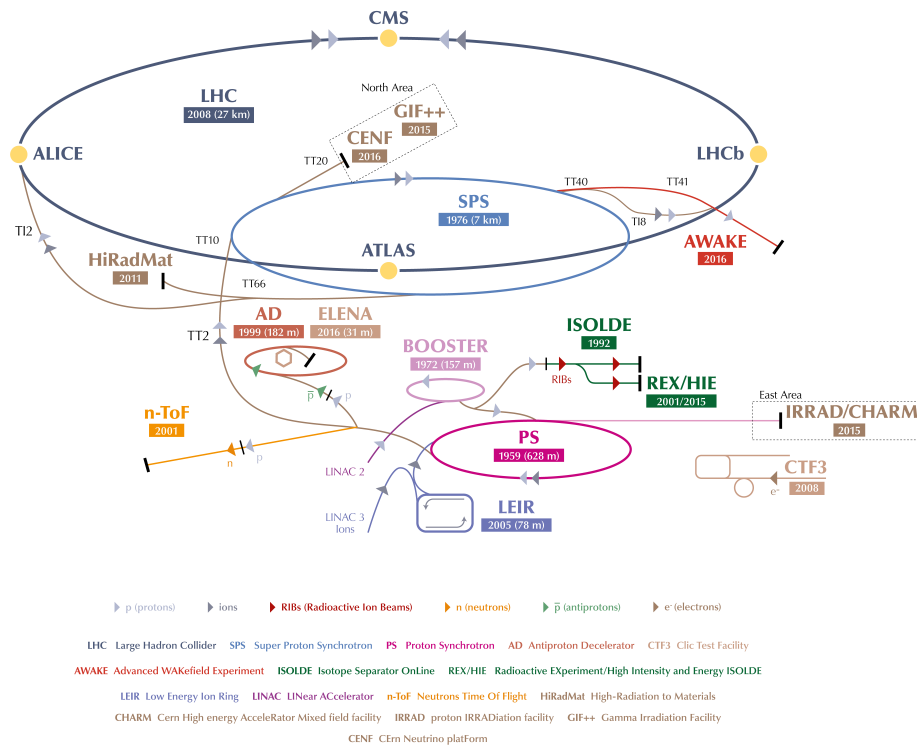 CMS
LHC
2008 (27 km)
North Area
GIF++
2015
CENF
2016
ALICE
LHCb
TT20
TT40
TT41
SPS
1976 (7 km)
TI8
TI2
TT10
AWAKE
2016
ATLAS
HiRadMat
2011
TT66
AD
1999 (182 m)
ELENA
2016 (31 m)
TT2
ISOLDE
1992
BOOSTER
1972 (157 m)
RIBs
REX/HIE
2001/2015
p̅
p
East Area
IRRAD/CHARM
2015
n-ToF
2001
n
p
PS
1959 (628 m)
LINAC 2
CTF3
2008
e-
LINAC 3
Ions
LEIR
2005 (78 m)
p (protons)
ions
RIBs (Radioactive Ion Beams)
n (neutrons)
p̅ (antiprotons)
e- (electrons)
LHC Large Hadron Collider SPS Super Proton Synchrotron PS Proton Synchrotron AD Antiproton Decelerator CTF3 Clic Test Facility
AWAKE Advanced WAKefield Experiment ISOLDE Isotope Separator OnLine REX/HIE Radioactive EXperiment/High Intensity and Energy ISOLDE
LEIR Low Energy Ion Ring LINAC LINear ACcelerator n-ToF Neutrons Time Of Flight HiRadMat High-Radiation to Materials
CHARM Cern High energy AcceleRator Mixed field facility IRRAD proton IRRADiation facility GIF++ Gamma Irradiation Facility
CENF CErn Neutrino platForm